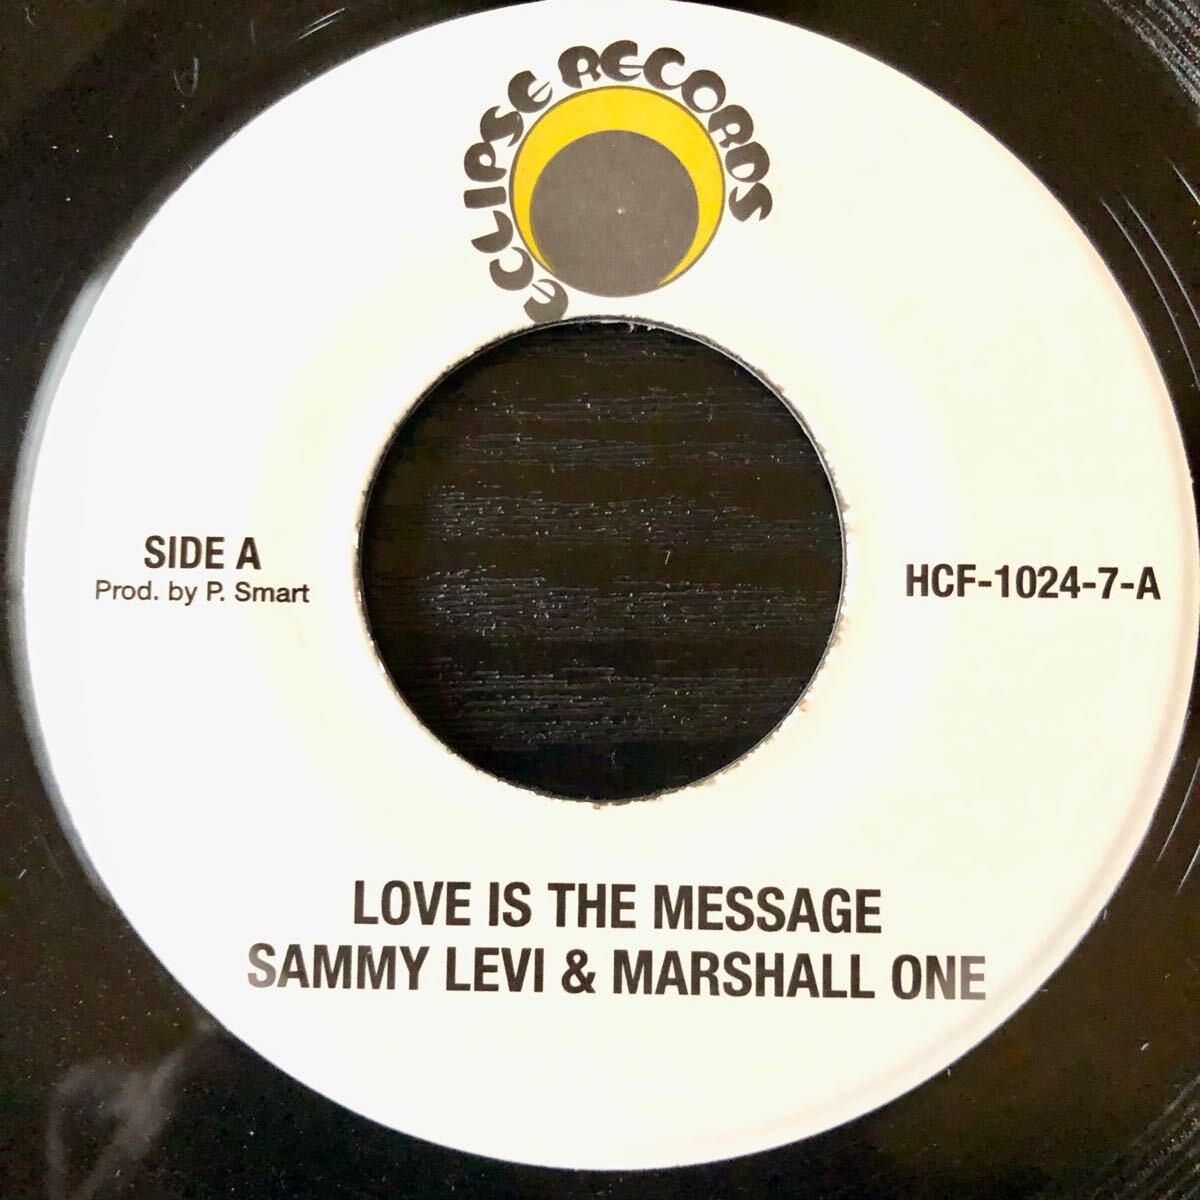 ECLIPSE RECORDS
SIDE A
Prod. by P. Smart
HCF-1024-7-A
LOVE IS THE MESSAGE
SAMMY LEVI & MARSHALL ONE